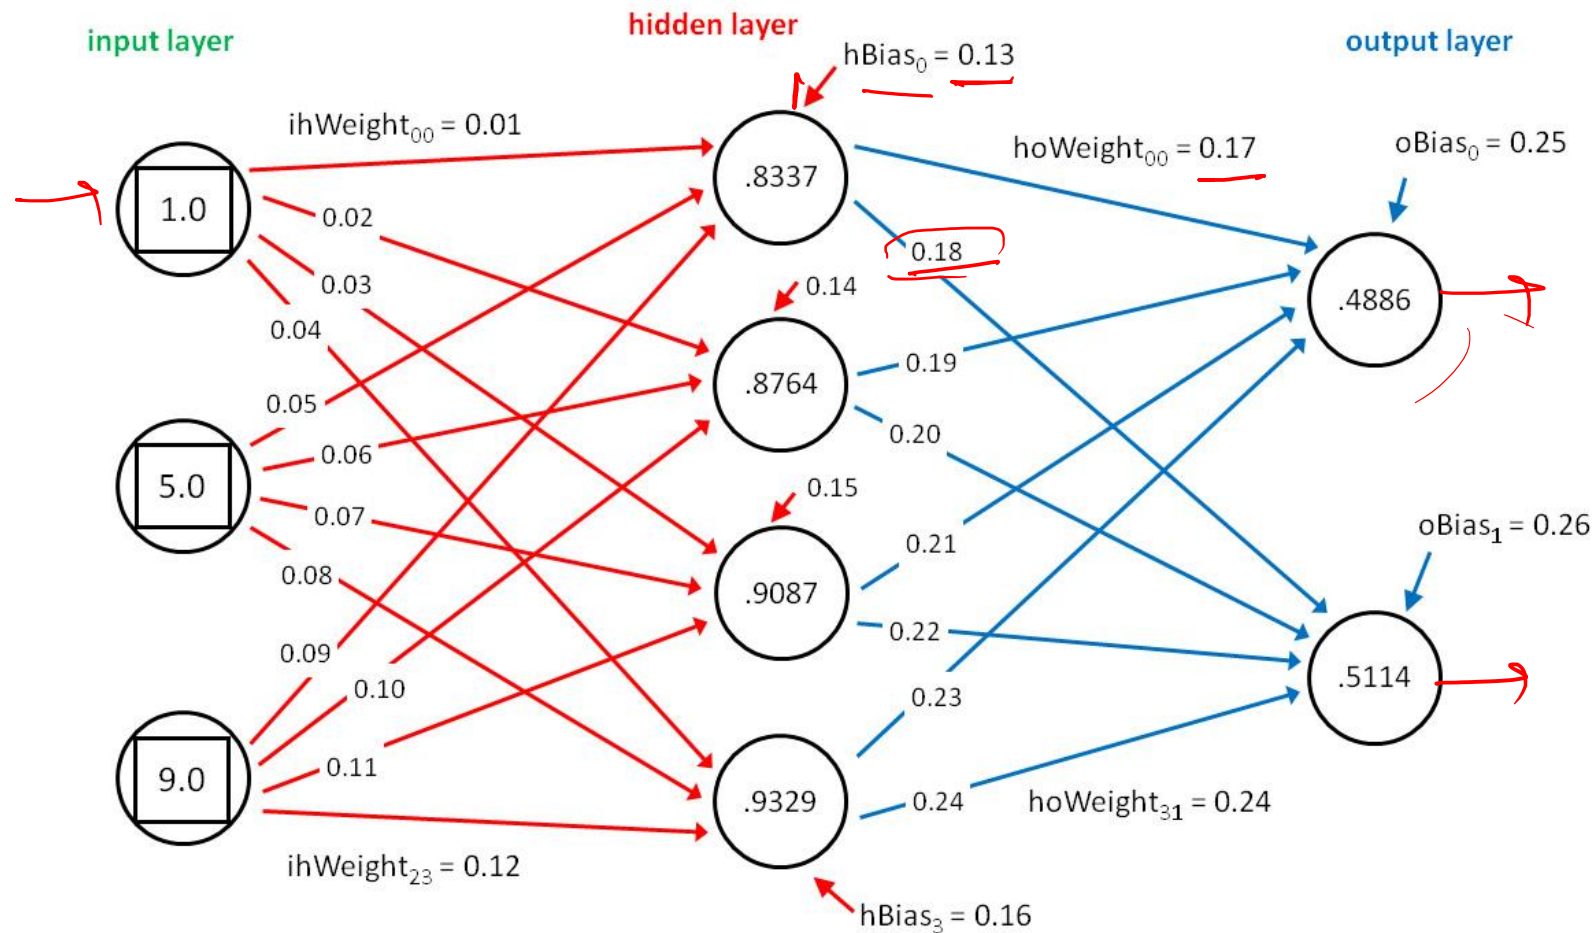 input layer
hidden layer
output layer
hBias₀ = 0.13
ihWeight₀₀ = 0.01
hoWeight₀₀ = 0.17
oBias₀ = 0.25
1.0
.8337
0.02
0.18
0.03
0.14
.4886
0.04
0.19
.8764
0.05
0.20
0.06
5.0
0.15
0.07
oBias₁ = 0.26
0.21
0.08
.9087
0.22
0.09
.5114
0.10
0.23
0.11
9.0
.9329
0.24
hoWeight₃₁ = 0.24
ihWeight₂₃ = 0.12
hBias₃ = 0.16